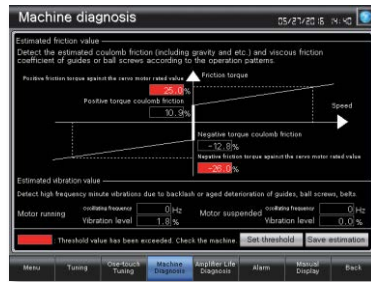 Machine diagnosis
05/27/2015 14:40
Estimated friction value
Detect the estimated coulomb friction (including gravity and etc.) and viscous friction
coefficient of guides or ball screws according to the operation patterns.
Positive friction torque against the servo motor rated value
25.0%
Friction torque
Positive torque coulomb friction
10.9%
Speed
Negative torque coulomb friction
-12.8%
Negative friction torque against the servo motor rated value
-26.0%
Estimated vibration value
Detect high frequency minute vibrations due to backlash or aged deterioration of guides, ball screws, belts.
Motor running
Oscillating frequency
0 Hz
Vibration level
1.8 %
Motor suspended
Oscillating frequency
0 Hz
Vibration level
0.0 %
Threshold value has been exceeded. Check the machine.
Set threshold
Save estimation
Menu
Tuning
One-touch Tuning
Machine Diagnosis
Amplifier Life Diagnosis
Alarm
Manual Display
Back